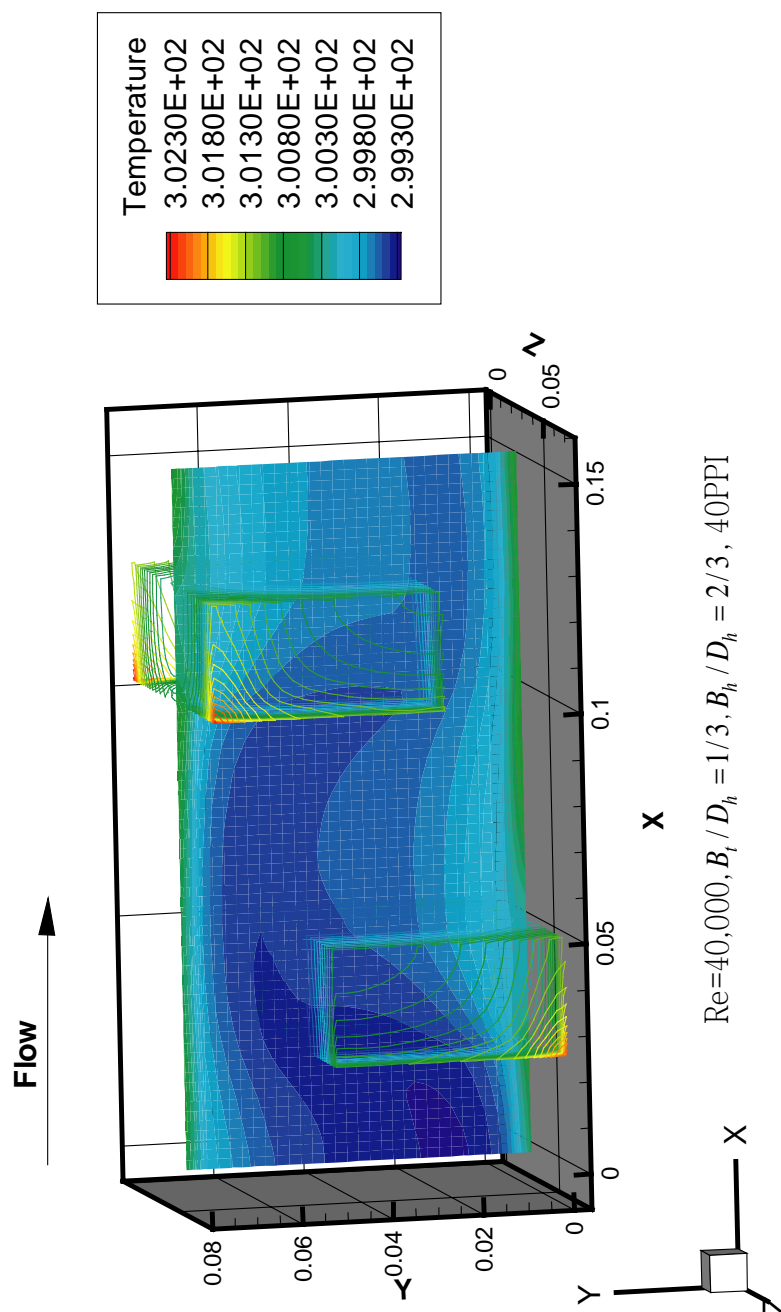 Flow
Temperature
3.0230E+02
3.0180E+02
3.0130E+02
3.0080E+02
3.0030E+02
2.9980E+02
2.9930E+02
0.08
0.06
0.04
0.02
0
Y
0
0.05
0.1
0.15
X
0
0.05
Z
Y
X
Z
Re=40,000, B_t / D_h = 1/3, B_h / D_h = 2/3, 40PPI